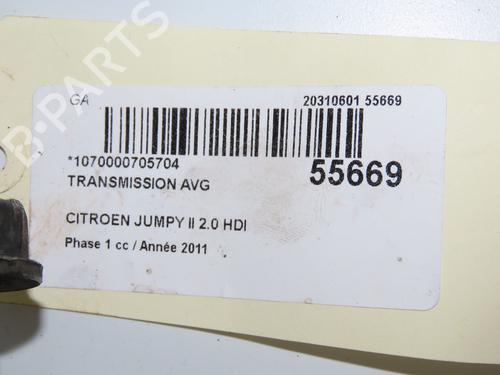 GA
20310601 55669
*1070000705704
55669
TRANSMISSION AVG
CITROEN JUMPY II 2.0 HDI
Phase 1 cc / Année 2011
B-PARTS